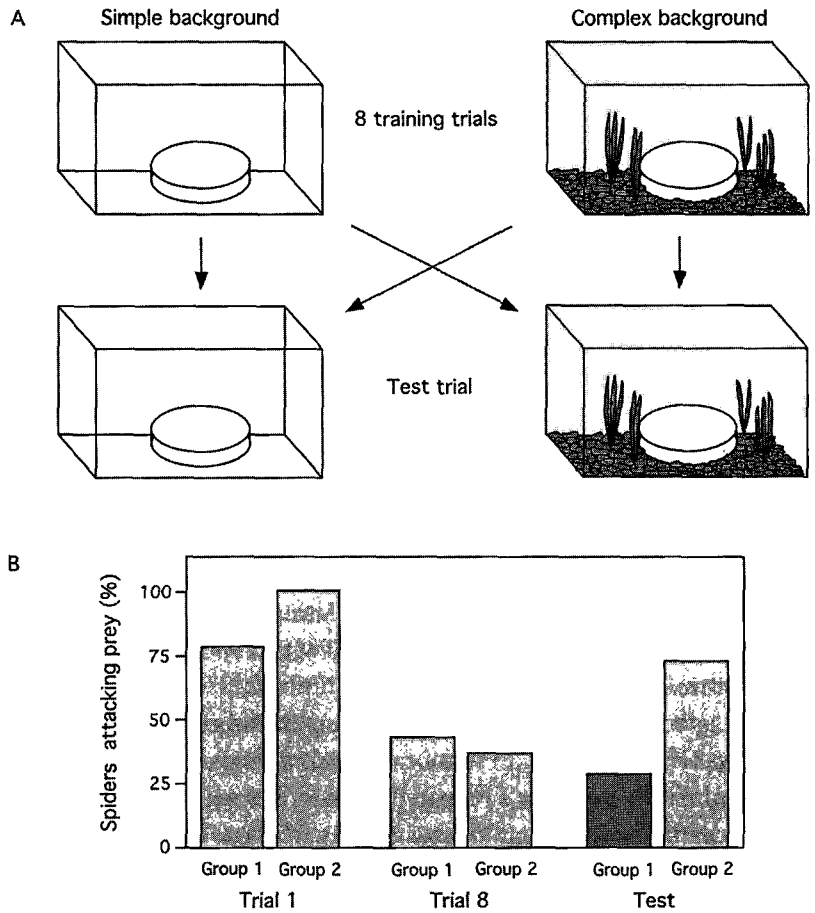 A
Simple background
Complex background
8 training trials
Test trial
B
Spiders attacking prey (%)
100
75
50
25
0
Group 1 Group 2 Group 1 Group 2 Group 1 Group 2
Trial 1 Trial 8 Test